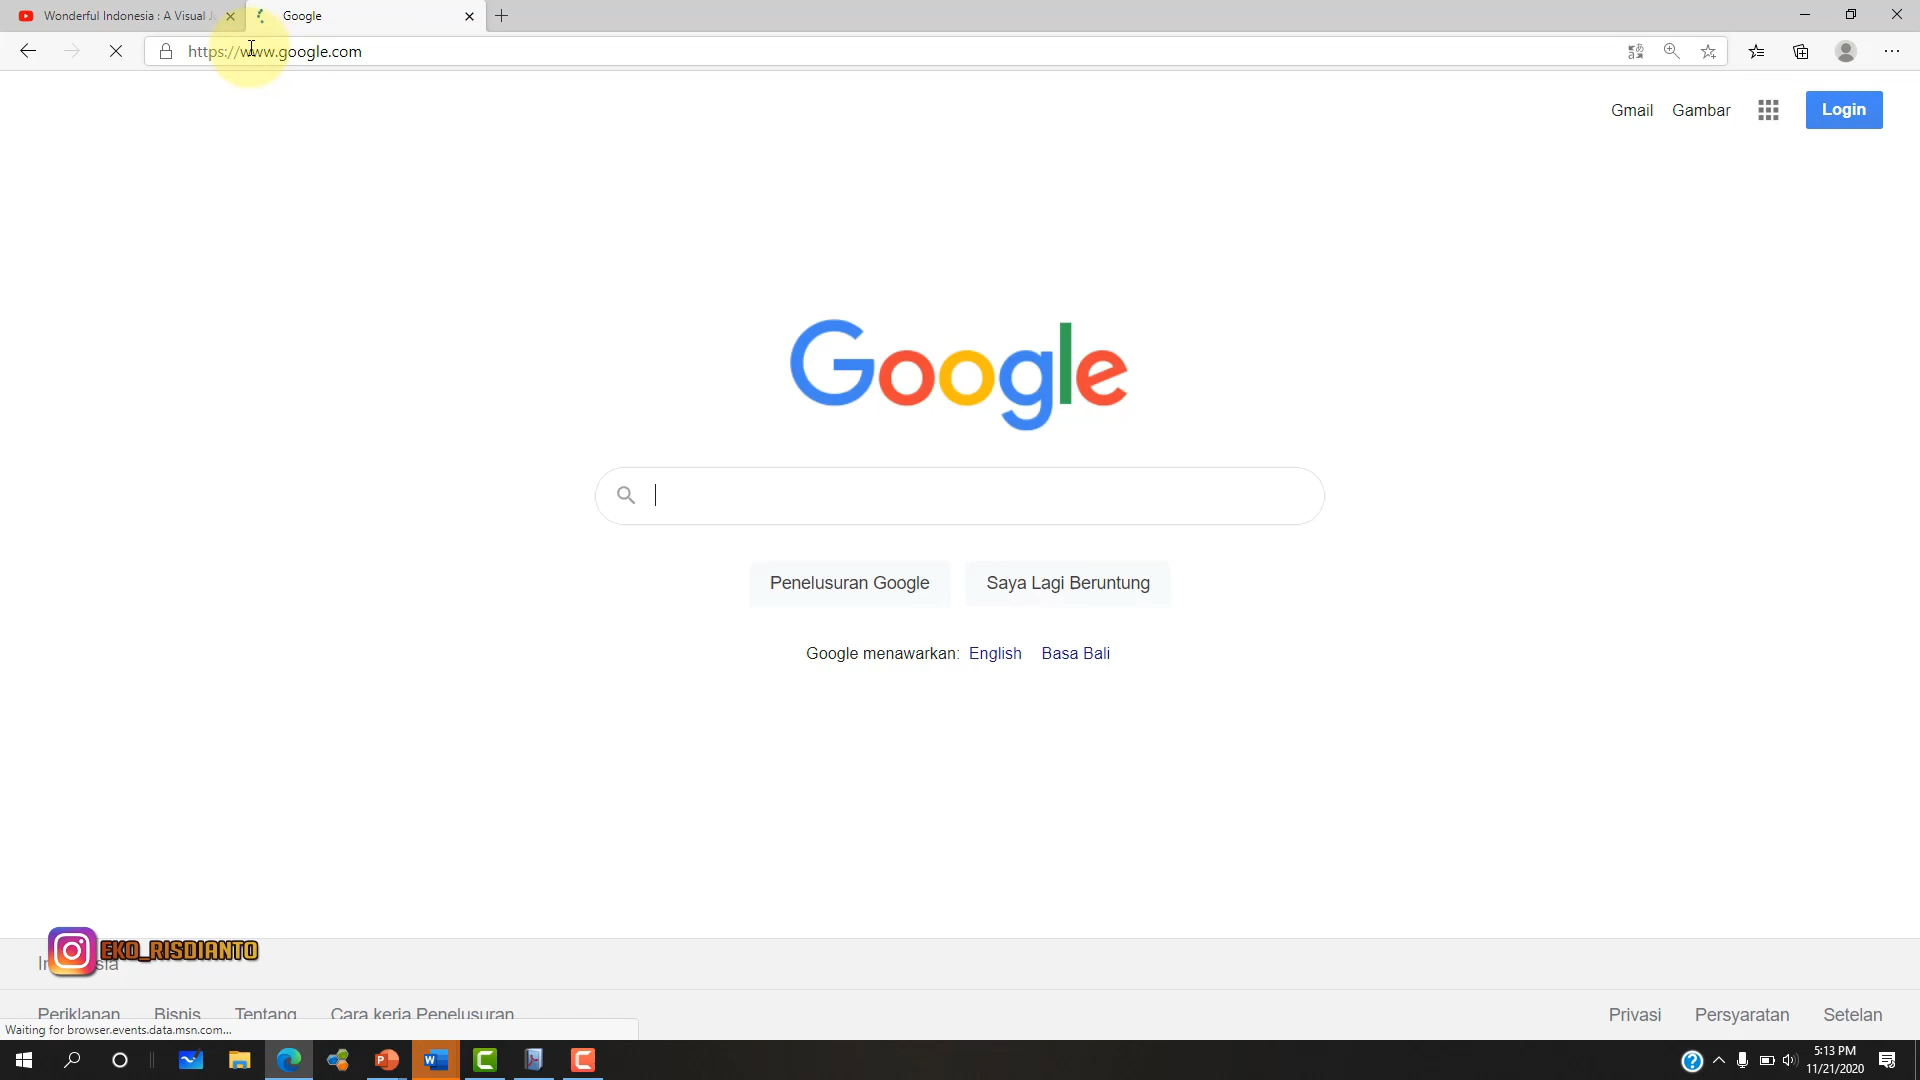 Wonderful Indonesia : A Visual J
Google
https://www.google.com
Gmail
Gambar
Login
Google
Penelusuran Google
Saya Lagi Beruntung
Google menawarkan: English Basa Bali
EKO_RISDIANTO
Periklanan
Bisnis
Tentang
Cara kerja Penelusuran
Privasi
Persyaratan
Setelan
Waiting for browser.events.data.msn.com...
5:13 PM
11/21/2020